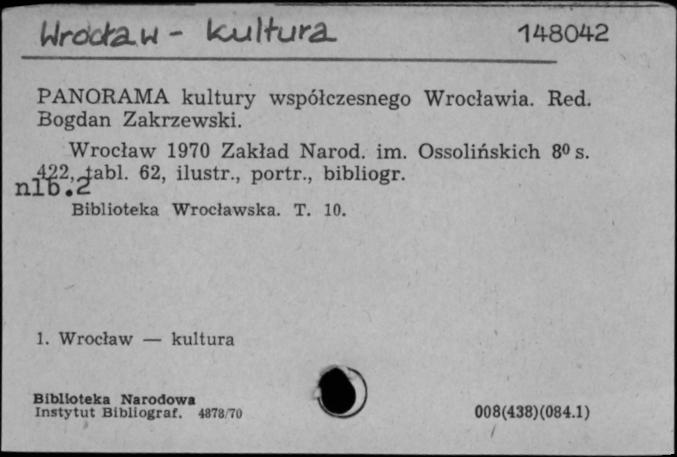 Wrocław - kultura 148042
PANORAMA kultury współczesnego Wrocławia. Red.
Bogdan Zakrzewski.
Wrocław 1970 Zakład Narod. im. Ossolińskich 8⁰ s.
422, tabl. 62, ilustr., portr., bibliogr.
nlb.2
Biblioteka Wrocławska. T. 10.
1. Wrocław — kultura
Biblioteka Narodowa
Instytut Bibliograf. 4878/70 008(438)(084.1)